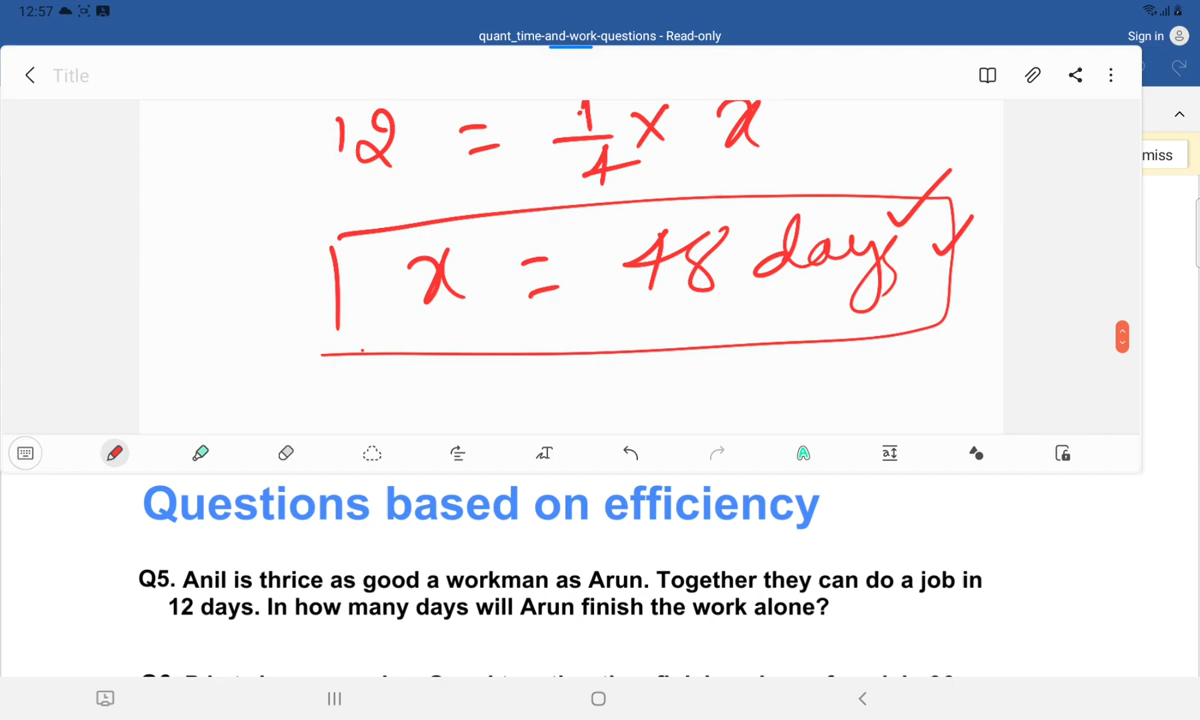 12:57
quant_time-and-work-questions - Read-only
Sign in
Title
miss
12 = 1/4 × x
x = 48 days
Questions based on efficiency
Q5. Anil is thrice as good a workman as Arun. Together they can do a job in
12 days. In how many days will Arun finish the work alone?